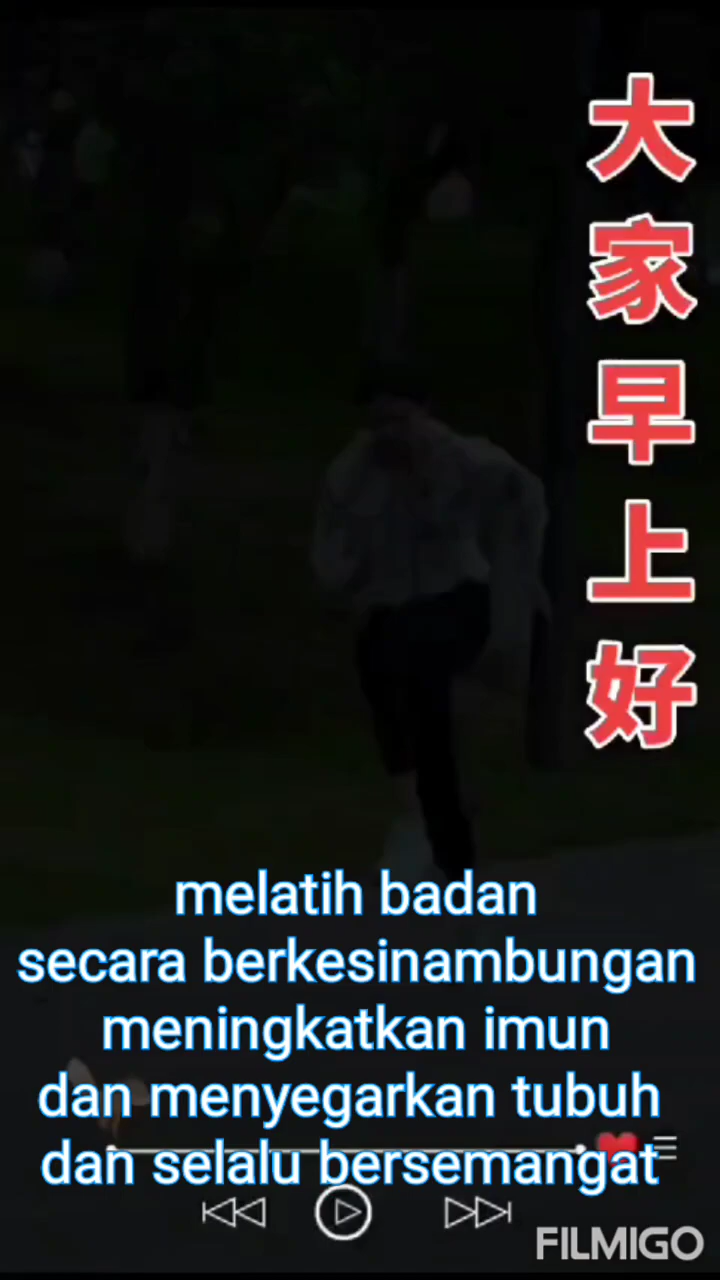 大家早上好
melatih badan
secara berkesinambungan
meningkatkan imun
dan menyegarkan tubuh
dan selalu bersemangat
FILMIGO